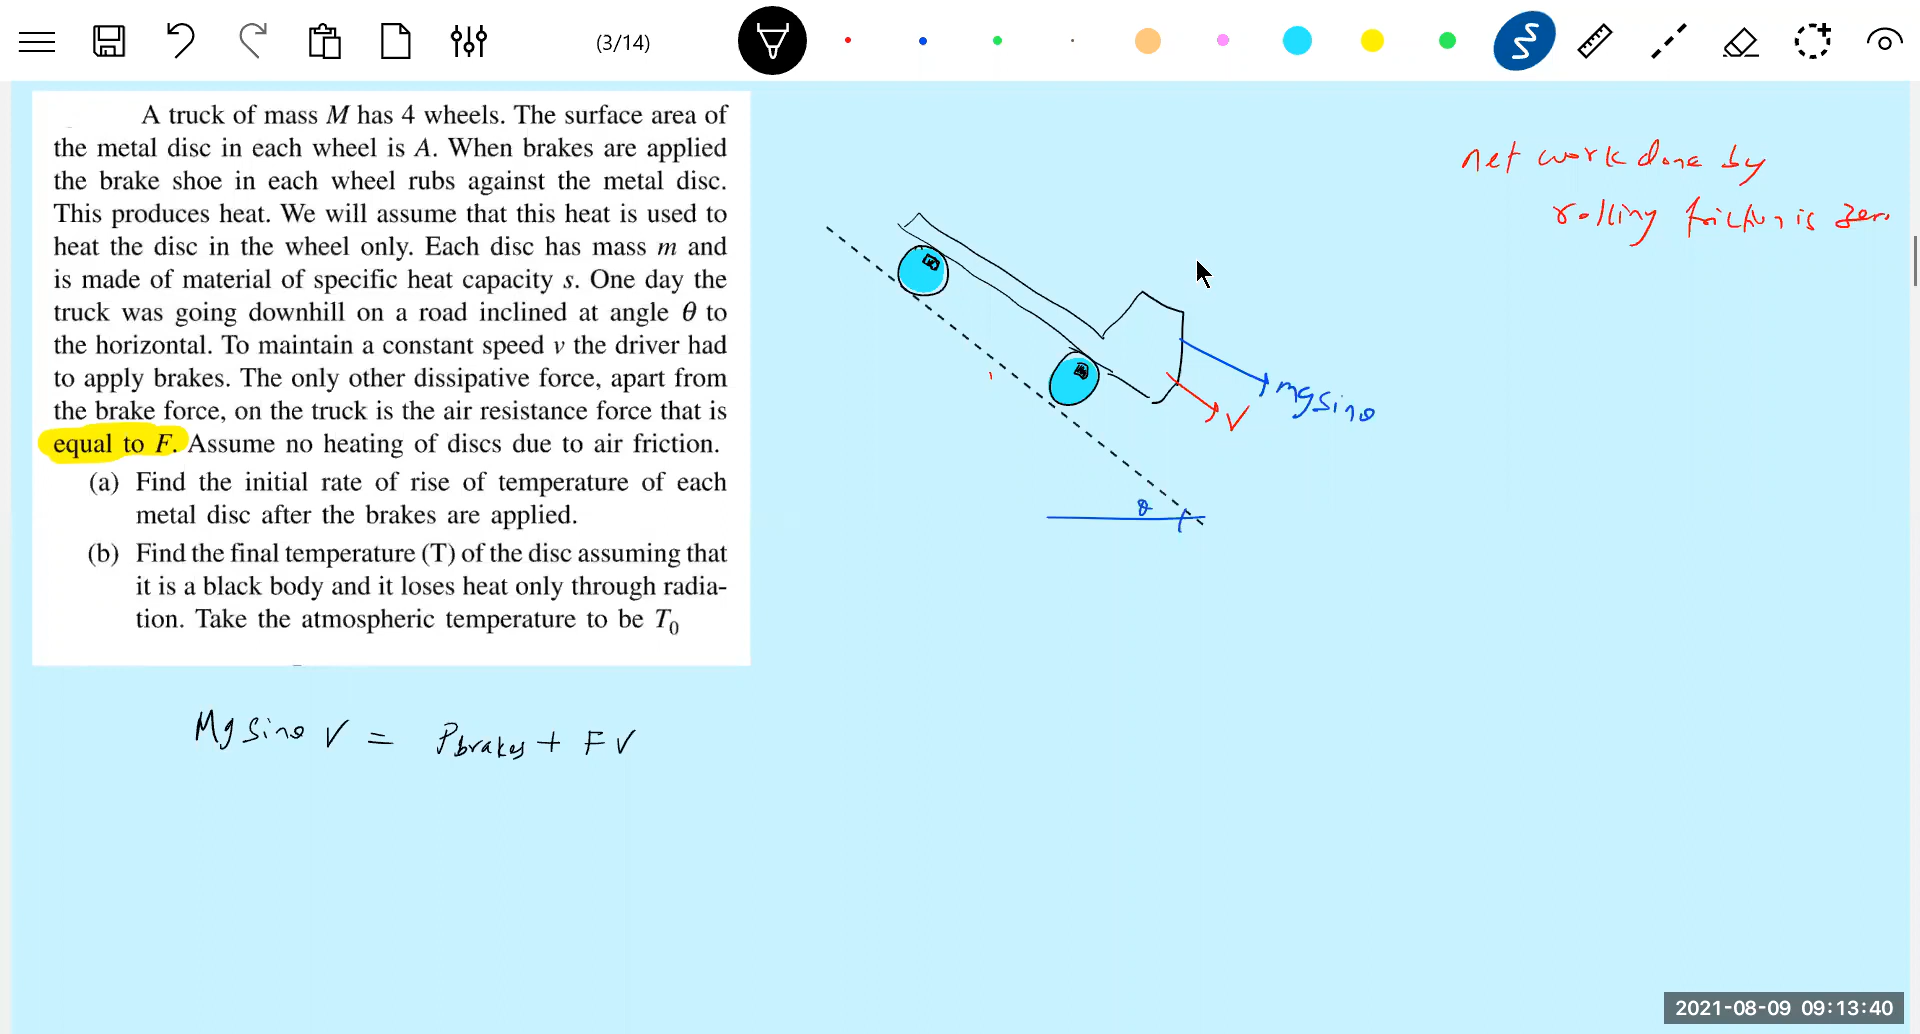 (3/14)
A truck of mass M has 4 wheels. The surface area of
the metal disc in each wheel is A. When brakes are applied
the brake shoe in each wheel rubs against the metal disc.
This produces heat. We will assume that this heat is used to
heat the disc in the wheel only. Each disc has mass m and
is made of material of specific heat capacity s. One day the
truck was going downhill on a road inclined at angle θ to
the horizontal. To maintain a constant speed v the driver had
to apply brakes. The only other dissipative force, apart from
the brake force, on the truck is the air resistance force that is
equal to F. Assume no heating of discs due to air friction.
(a) Find the initial rate of rise of temperature of each
metal disc after the brakes are applied.
(b) Find the final temperature (T) of the disc assuming that
it is a black body and it loses heat only through radia-
tion. Take the atmospheric temperature to be T₀
net work done by
rolling friction is zero
mg sinθ
V
θ
Mg sinθ V = Pbrakes + FV
2021-08-09 09:13:40